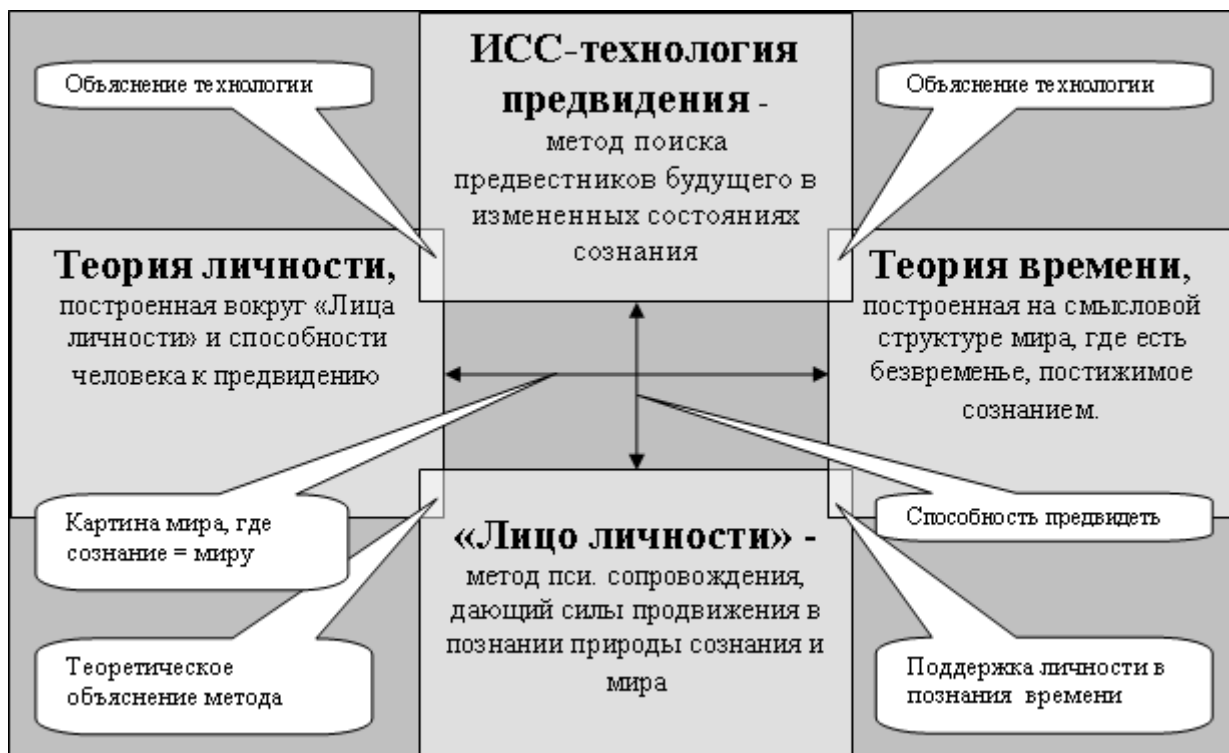 ИСС-технология
предвидения -
метод поиска
предвестников будущего в
измененных состояниях
сознания
Объяснение технологии
Объяснение технологии
Теория личности,
построенная вокруг «Лица
личности» и способности
человека к предвидению
Теория времени,
построенная на смысловой
структуре мира, где есть
безвременье, постижимое
сознанием.
Картина мира, где
сознание = миру
Способность предвидеть
«Лицо личности» -
метод пси. сопровождения,
дающий силы продвижения в
познании природы сознания и
мира
Теоретическое
объяснение метода
Поддержка личности в
познания времени